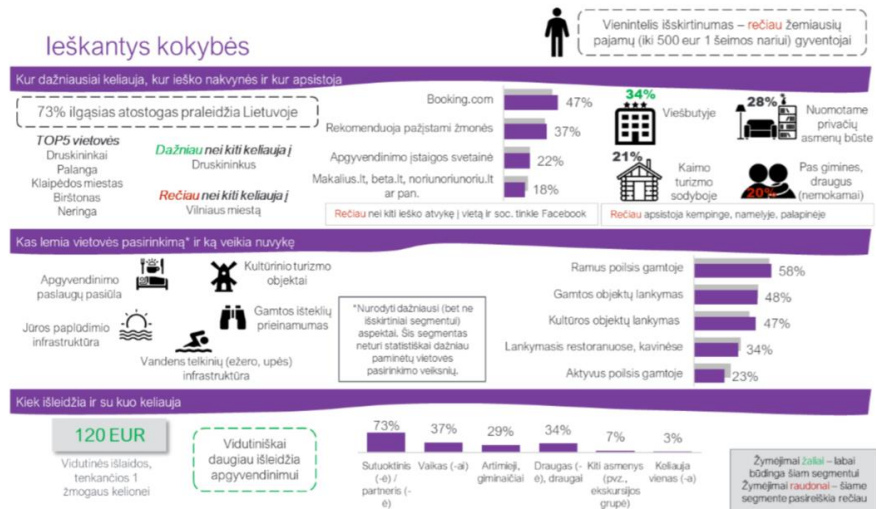 Vienintelis išskirtinumas – rečiau žemiausių
pajamų (iki 500 eur 1 šeimos nariui) gyventojai
Ieškantys kokybės
Kur dažniausiai keliauja, kur ieško nakvynės ir kur apsistoja
73% ilgąsias atostogas praleidžia Lietuvoje
TOP5 vietovės
Druskininkai
Palanga
Klaipėdos miestas
Birštonas
Neringa
Dažniau nei kiti keliauja į
Druskininkus
Rečiau nei kiti keliauja į
Vilniaus miestą
Booking.com 47%
Rekomenduoja pažįstami žmonės 37%
Apgyvendinimo įstaigos svetainė 22%
Makalius.lt, beta.lt, noriunoriunoriu.lt
ar pan. 18%
Rečiau nei kiti ieško atvykę į vietą ir soc. tinkle Facebook
34%
Viešbutyje
28%
Nuomotame
privačių
asmenų būste
21%
Kaimo
turizmo
sodyboje
20%
Pas gimines,
draugus
(nemokamai)
Rečiau apsistoja kempinge, namelyje, palapinėje
Kas lemia vietovės pasirinkimą* ir ką veikia nuvykę
Apgyvendinimo
paslaugų pasiūla
Kultūrinio turizmo
objektai
Jūros paplūdimio
infrastruktūra
Gamtos išteklių
prieinamumas
Vandens telkinių (ežero, upės)
infrastruktūra
*Nurodyti dažniausi (bet ne
išskirtiniai segmentui)
aspektai. Šis segmentas
neturi statistiškai dažniau
paminėtų vietovės
pasirinkimo veiksnių.
Ramus poilsis gamtoje 58%
Gamtos objektų lankymas 48%
Kultūros objektų lankymas 47%
Lankymasis restoranuose, kavinėse 34%
Aktyvus poilsis gamtoje 23%
Kiek išleidžia ir su kuo keliauja
120 EUR
Vidutinės išlaidos,
tenkančios 1
žmogaus kelionei
Vidutiniškai
daugiau išleidžia
apgyvendinimui
73% 37% 29% 34% 7% 3%
Sutuoktinis
(-ė) /
partneris (-
ė)
Vaikas (-ai)
Artimieji,
giminaičiai
Draugas (-
ė), draugai
Kiti asmenys
(pvz.,
ekskursijos
grupė)
Keliauja
vienas (-a)
Žymėjimai žaliai – labai
būdinga šiam segmentui
Žymėjimai raudonai – šiame
segmente pasireiškia rečiau